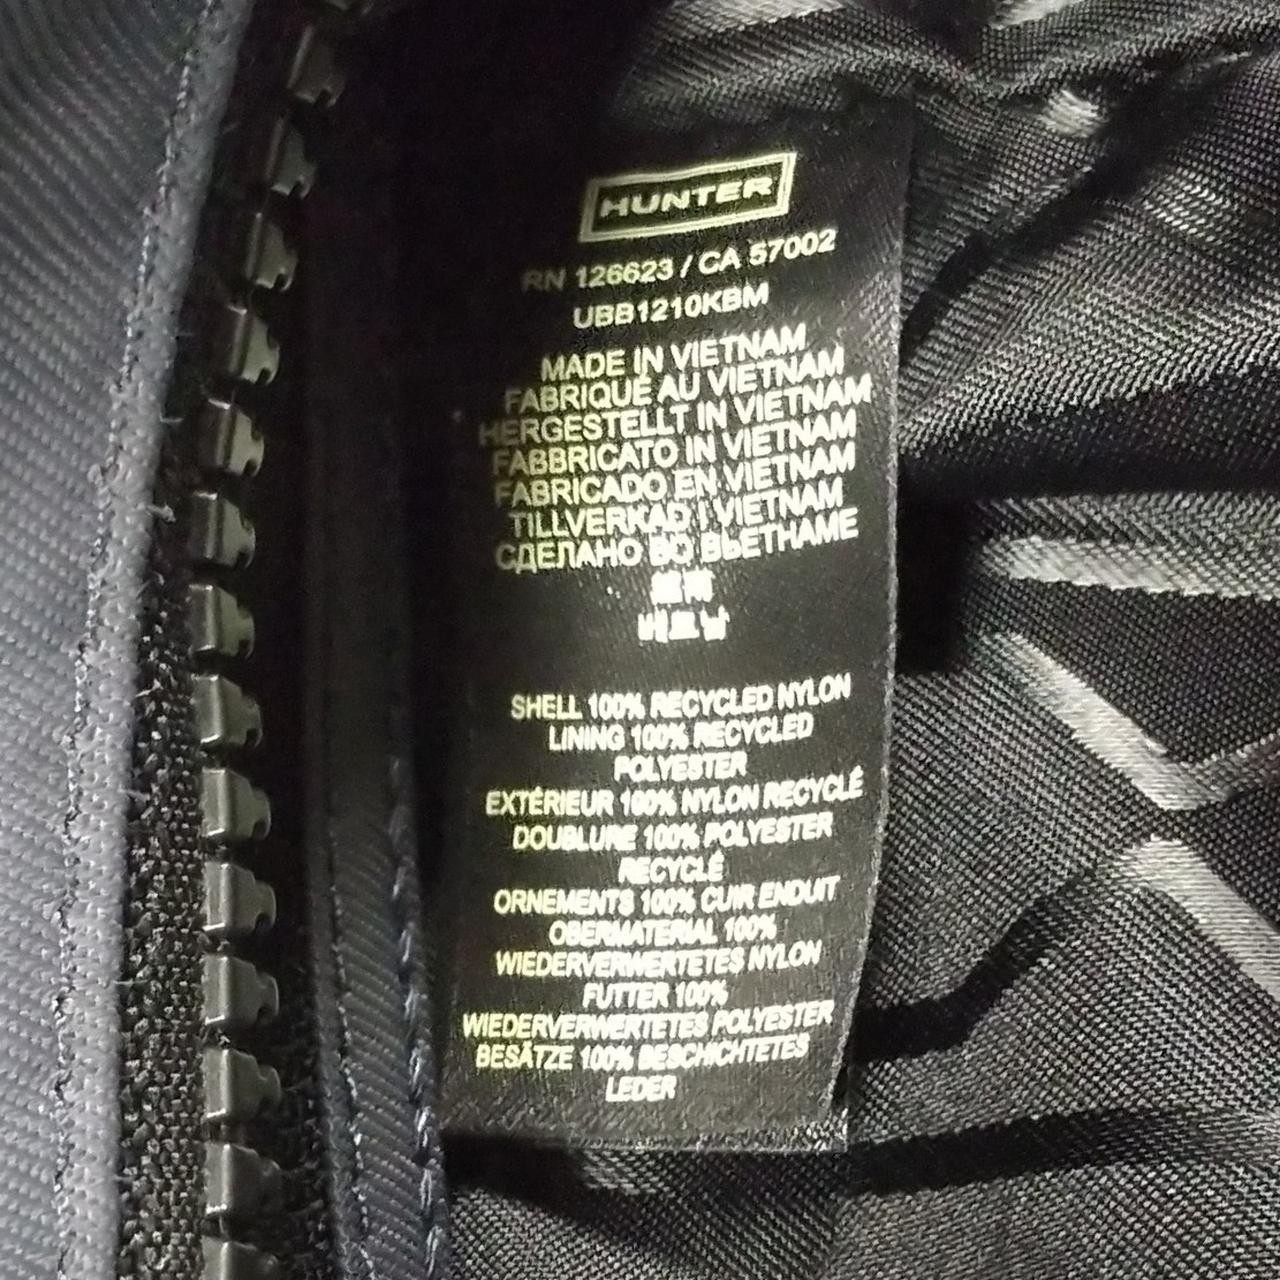 HUNTER
RN 126623 / CA 57002
UBB1210KBM
MADE IN VIETNAM
FABRIQUÉ AU VIETNAM
HERGESTELLT IN VIETNAM
FABBRICATO IN VIETNAM
FABRICADO EN VIETNAM
TILLVERKAD I VIETNAM
СДЕЛАНО ВО ВЬЕТНАМЕ
베트남
SHELL 100% RECYCLED NYLON
LINING 100% RECYCLED
POLYESTER
EXTÉRIEUR 100% NYLON RECYCLÉ
DOUBLURE 100% POLYESTER
RECYCLÉ
ORNEMENTS 100% CUIR ENDUIT
OBERMATERIAL 100%
WIEDERVERWERTETES NYLON
FUTTER 100%
WIEDERVERWERTETES POLYESTER
BESÄTZE 100% BESCHICHTETES
LEDER